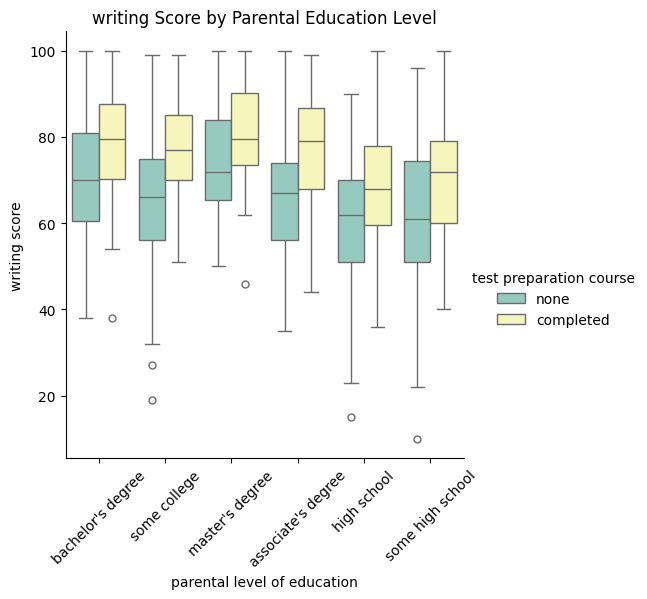 writing Score by Parental Education Level
100
80
60
40
20
writing score
bachelor's degree
some college
master's degree
associate's degree
high school
some high school
parental level of education
test preparation course
none
completed